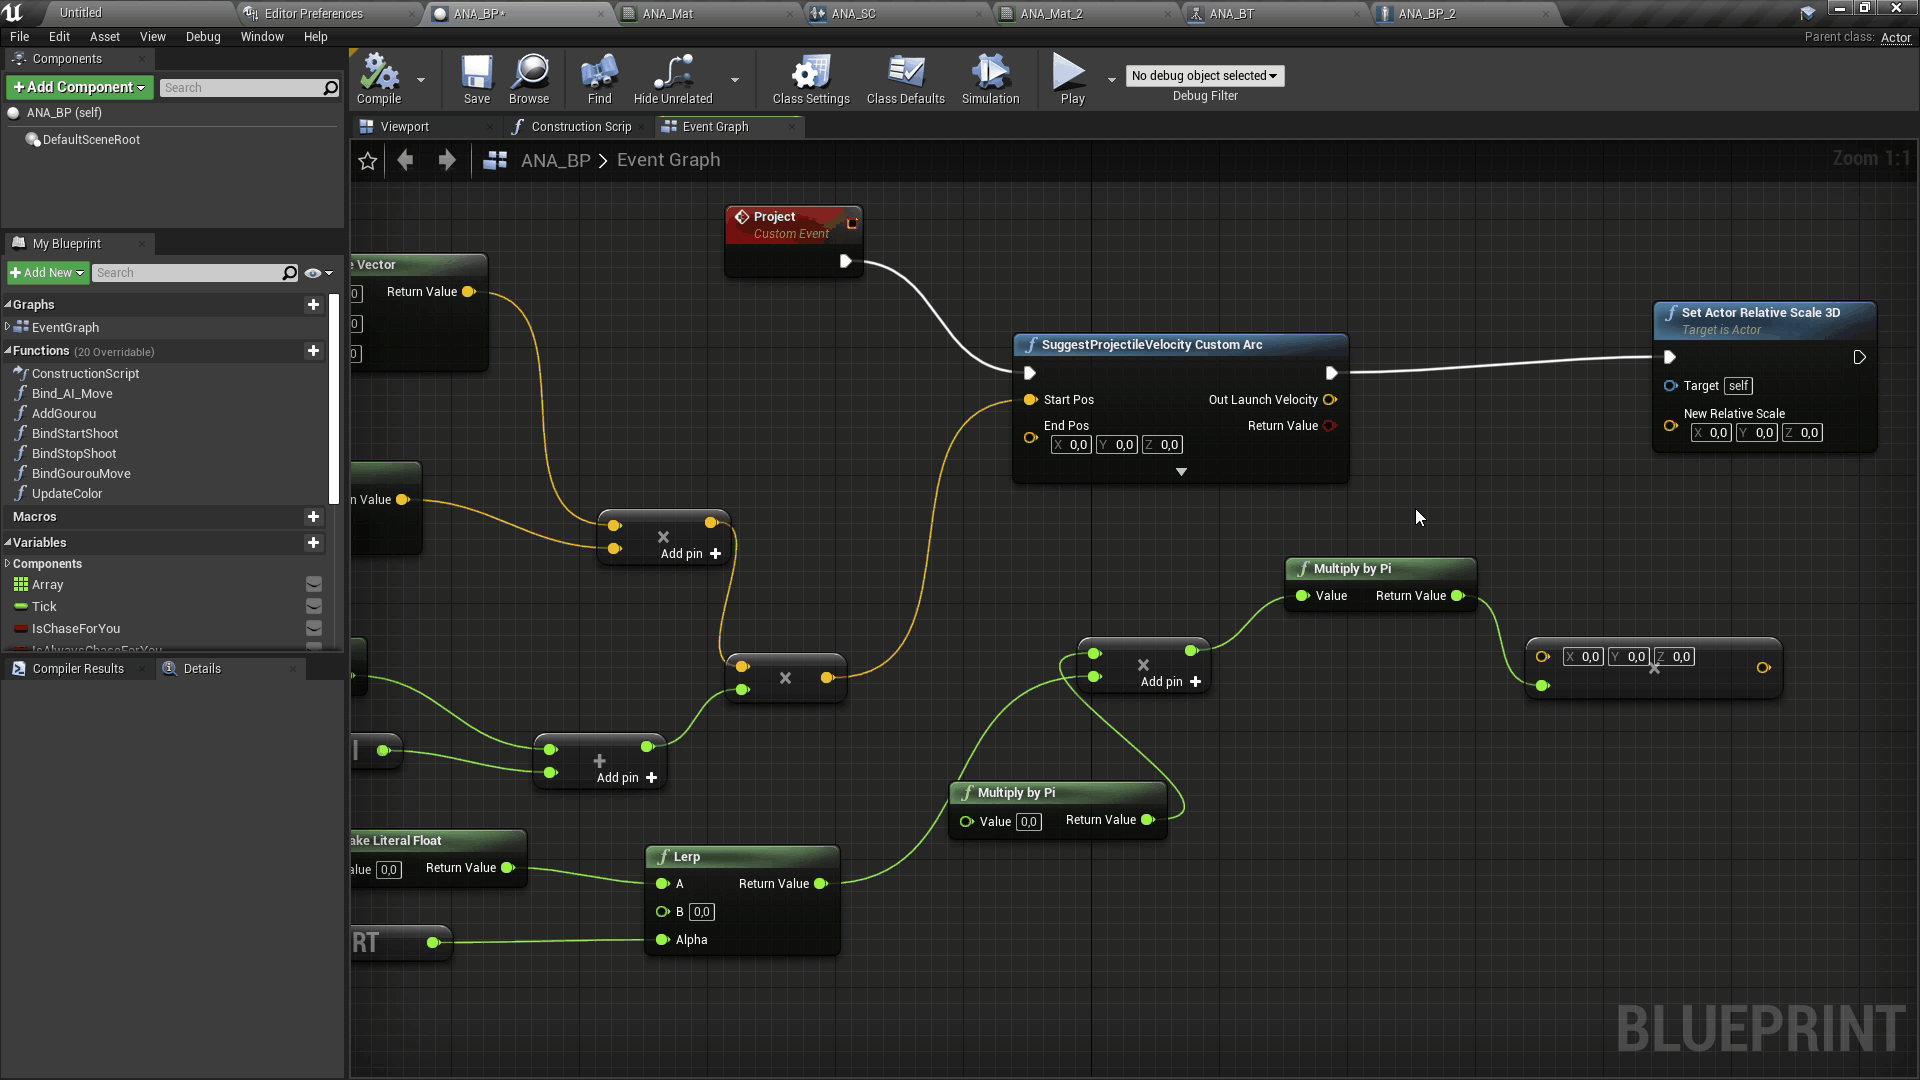 Untitled
Editor Preferences
ANA_BP*
ANA_Mat
ANA_SC
ANA_Mat_2
ANA_BT
ANA_BP_2
File Edit Asset View Debug Window Help
Parent class: Actor
Components
+Add Component
Search
ANA_BP (self)
DefaultSceneRoot
Compile
Save
Browse
Find
Hide Unrelated
Class Settings
Class Defaults
Simulation
Play
No debug object selected
Debug Filter
Viewport
Construction Scrip
Event Graph
ANA_BP > Event Graph
Zoom 1:1
My Blueprint
+Add New
Search
Graphs
EventGraph
Functions (20 Overridable)
ConstructionScript
Bind_AI_Move
AddGourou
BindStartShoot
BindStopShoot
BindGourouMove
UpdateColor
Macros
Variables
Components
Array
Tick
IsChaseForYou
IsAlwaysChaseForYou
Compiler Results
Details
Project
Custom Event
e Vector
0
Return Value
0
0
n Value
×
Add pin +
×
+
Add pin +
ake Literal Float
alue 0,0
Return Value
RT
Lerp
A
Return Value
B 0,0
Alpha
SuggestProjectileVelocity Custom Arc
Start Pos
Out Launch Velocity
End Pos
X 0,0 Y 0,0 Z 0,0
Return Value
Set Actor Relative Scale 3D
Target is Actor
Target self
New Relative Scale
X 0,0 Y 0,0 Z 0,0
Multiply by Pi
Value
Return Value
×
Add pin +
X 0,0 Y 0,0 Z 0,0
×
Multiply by Pi
Value 0,0
Return Value
BLUEPRINT